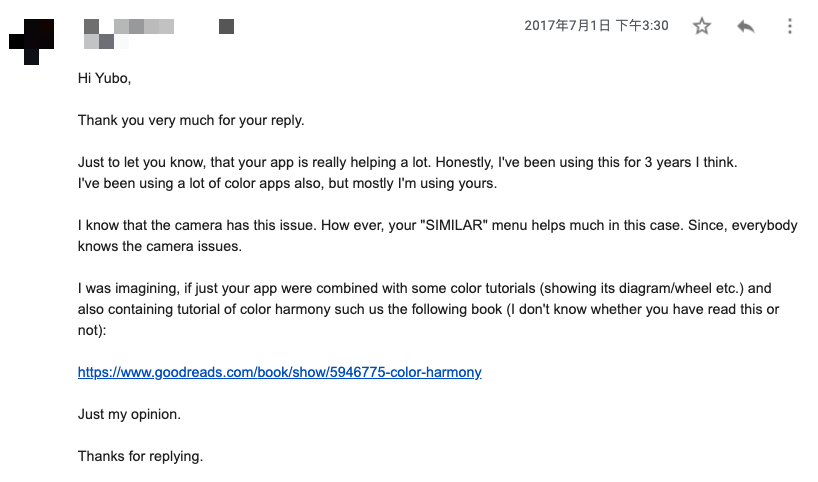 2017年7月1日 下午3:30
Hi Yubo,
Thank you very much for your reply.
Just to let you know, that your app is really helping a lot. Honestly, I've been using this for 3 years I think.
I've been using a lot of color apps also, but mostly I'm using yours.
I know that the camera has this issue. How ever, your "SIMILAR" menu helps much in this case. Since, everybody
knows the camera issues.
I was imagining, if just your app were combined with some color tutorials (showing its diagram/wheel etc.) and
also containing tutorial of color harmony such us the following book (I don't know whether you have read this or
not):
https://www.goodreads.com/book/show/5946775-color-harmony
Just my opinion.
Thanks for replying.